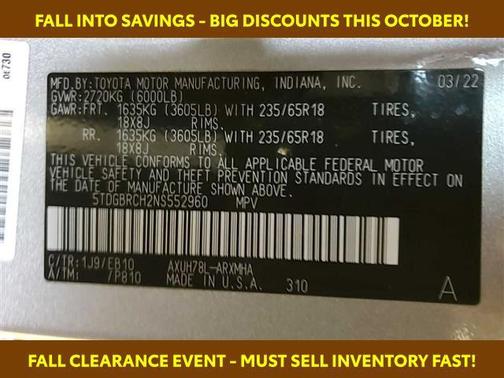 FALL INTO SAVINGS - BIG DISCOUNTS THIS OCTOBER!
MFD.BY:TOYOTA MOTOR MANUFACTURING, INDIANA, INC. 03/22
GVWR:2720KG (6000LB)
GAWR:FRT. 1635KG (3605LB) WITH 235/65R18 TIRES,
18X8J RIMS,
RR. 1635KG (3605LB) WITH 235/65R18 TIRES,
18X8J RIMS.
THIS VEHICLE CONFORMS TO ALL APPLICABLE FEDERAL MOTOR
VEHICLE SAFETY AND THEFT PREVENTION STANDARDS IN EFFECT
ON THE DATE OF MANUFACTURE SHOWN ABOVE.
5TDGBRCH2NS552960 MPV
C/TR:1J9/EB10 AXUH78L-ARXMHA
A/TM: /P810 MADE IN U.S.A. 310 A
FALL CLEARANCE EVENT - MUST SELL INVENTORY FAST!